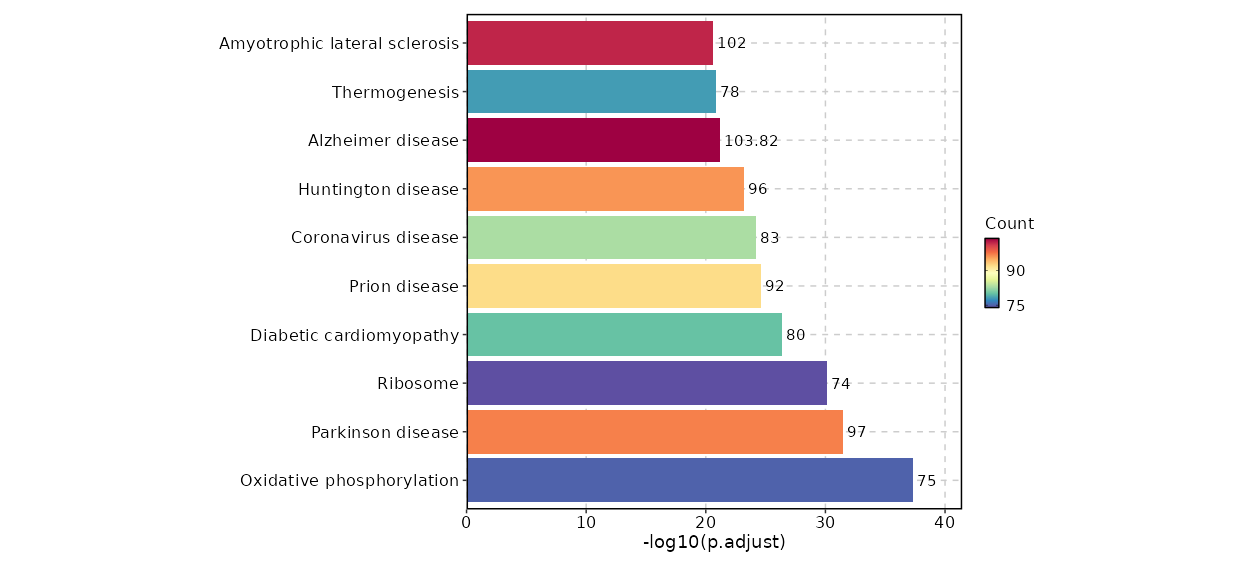 Amyotrophic lateral sclerosis 102
Thermogenesis 78
Alzheimer disease 103.82
Huntington disease 96
Coronavirus disease 83
Prion disease 92
Diabetic cardiomyopathy 80
Ribosome 74
Parkinson disease 97
Oxidative phosphorylation 75
0 10 20 30 40
-log10(p.adjust)
Count
90
75